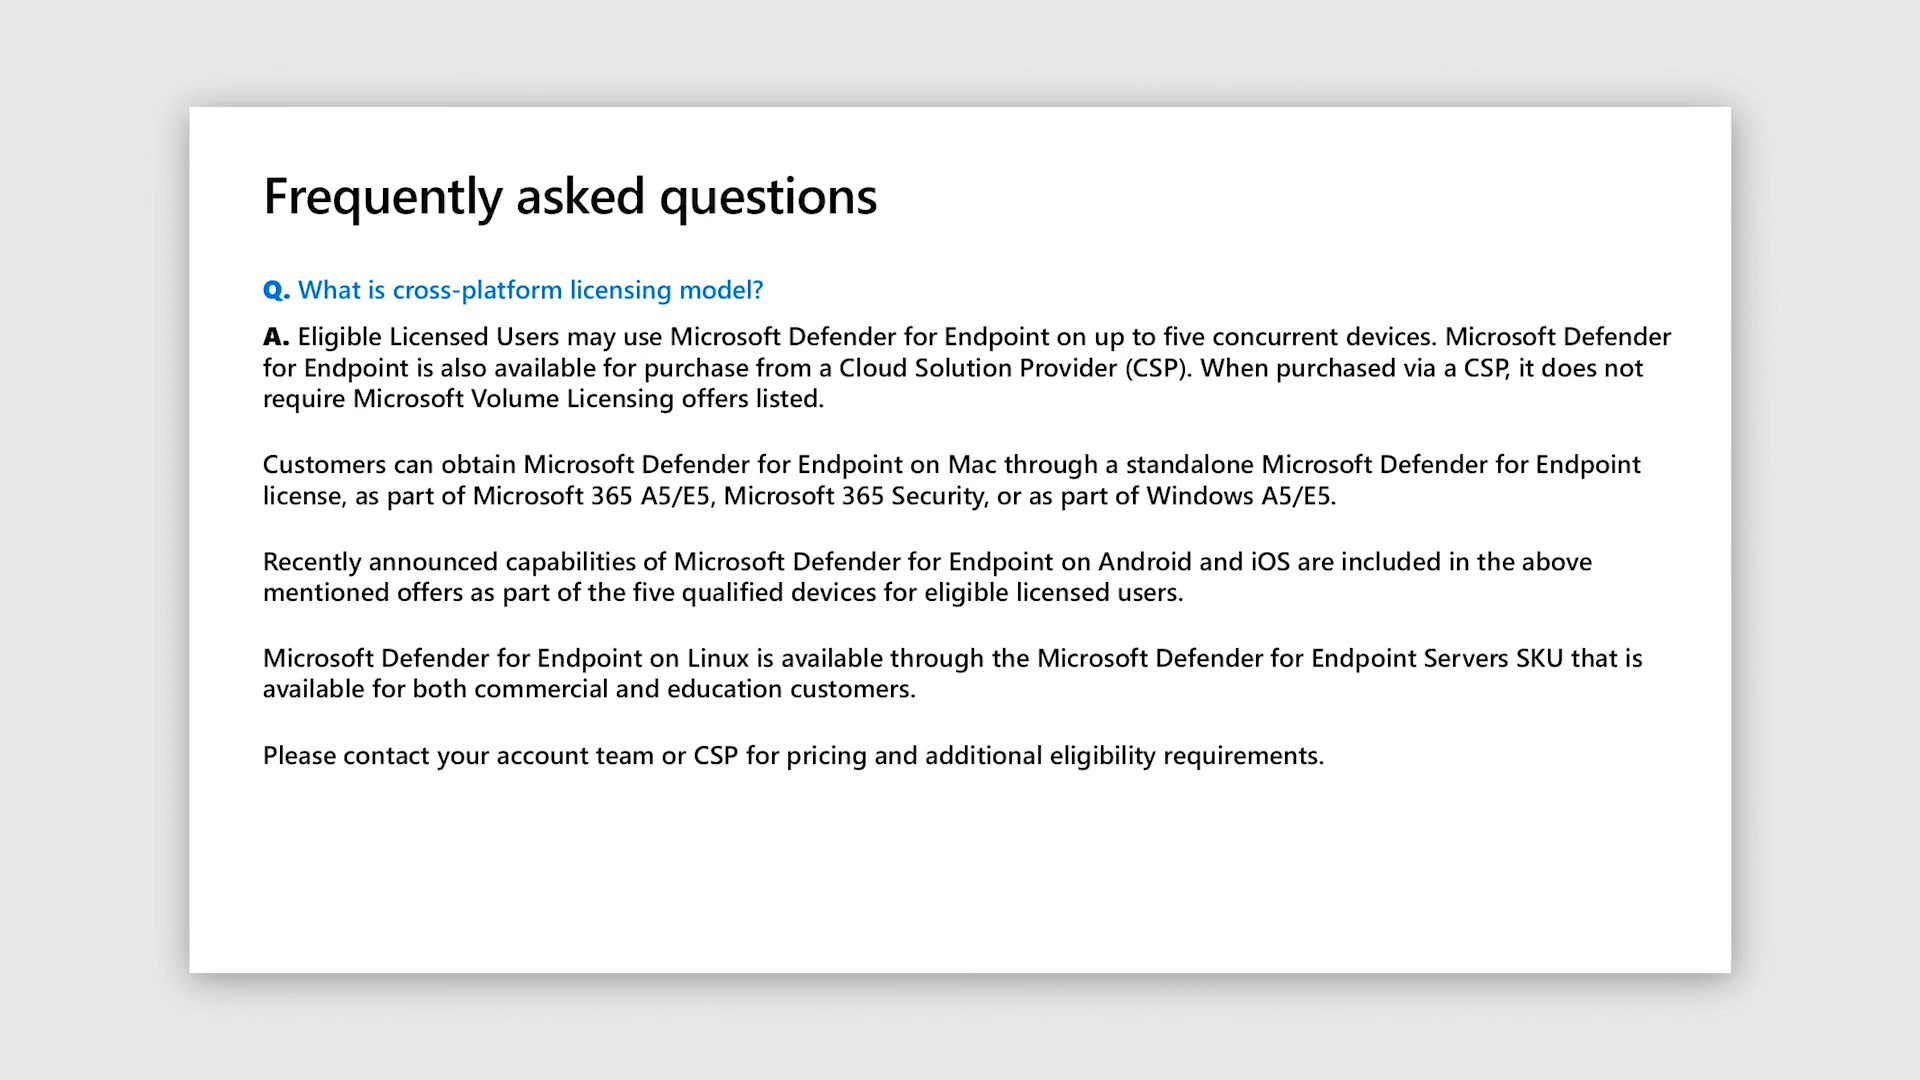 Frequently asked questions
Q. What is cross-platform licensing model?
A. Eligible Licensed Users may use Microsoft Defender for Endpoint on up to five concurrent devices. Microsoft Defender
for Endpoint is also available for purchase from a Cloud Solution Provider (CSP). When purchased via a CSP, it does not
require Microsoft Volume Licensing offers listed.
Customers can obtain Microsoft Defender for Endpoint on Mac through a standalone Microsoft Defender for Endpoint
license, as part of Microsoft 365 A5/E5, Microsoft 365 Security, or as part of Windows A5/E5.
Recently announced capabilities of Microsoft Defender for Endpoint on Android and iOS are included in the above
mentioned offers as part of the five qualified devices for eligible licensed users.
Microsoft Defender for Endpoint on Linux is available through the Microsoft Defender for Endpoint Servers SKU that is
available for both commercial and education customers.
Please contact your account team or CSP for pricing and additional eligibility requirements.